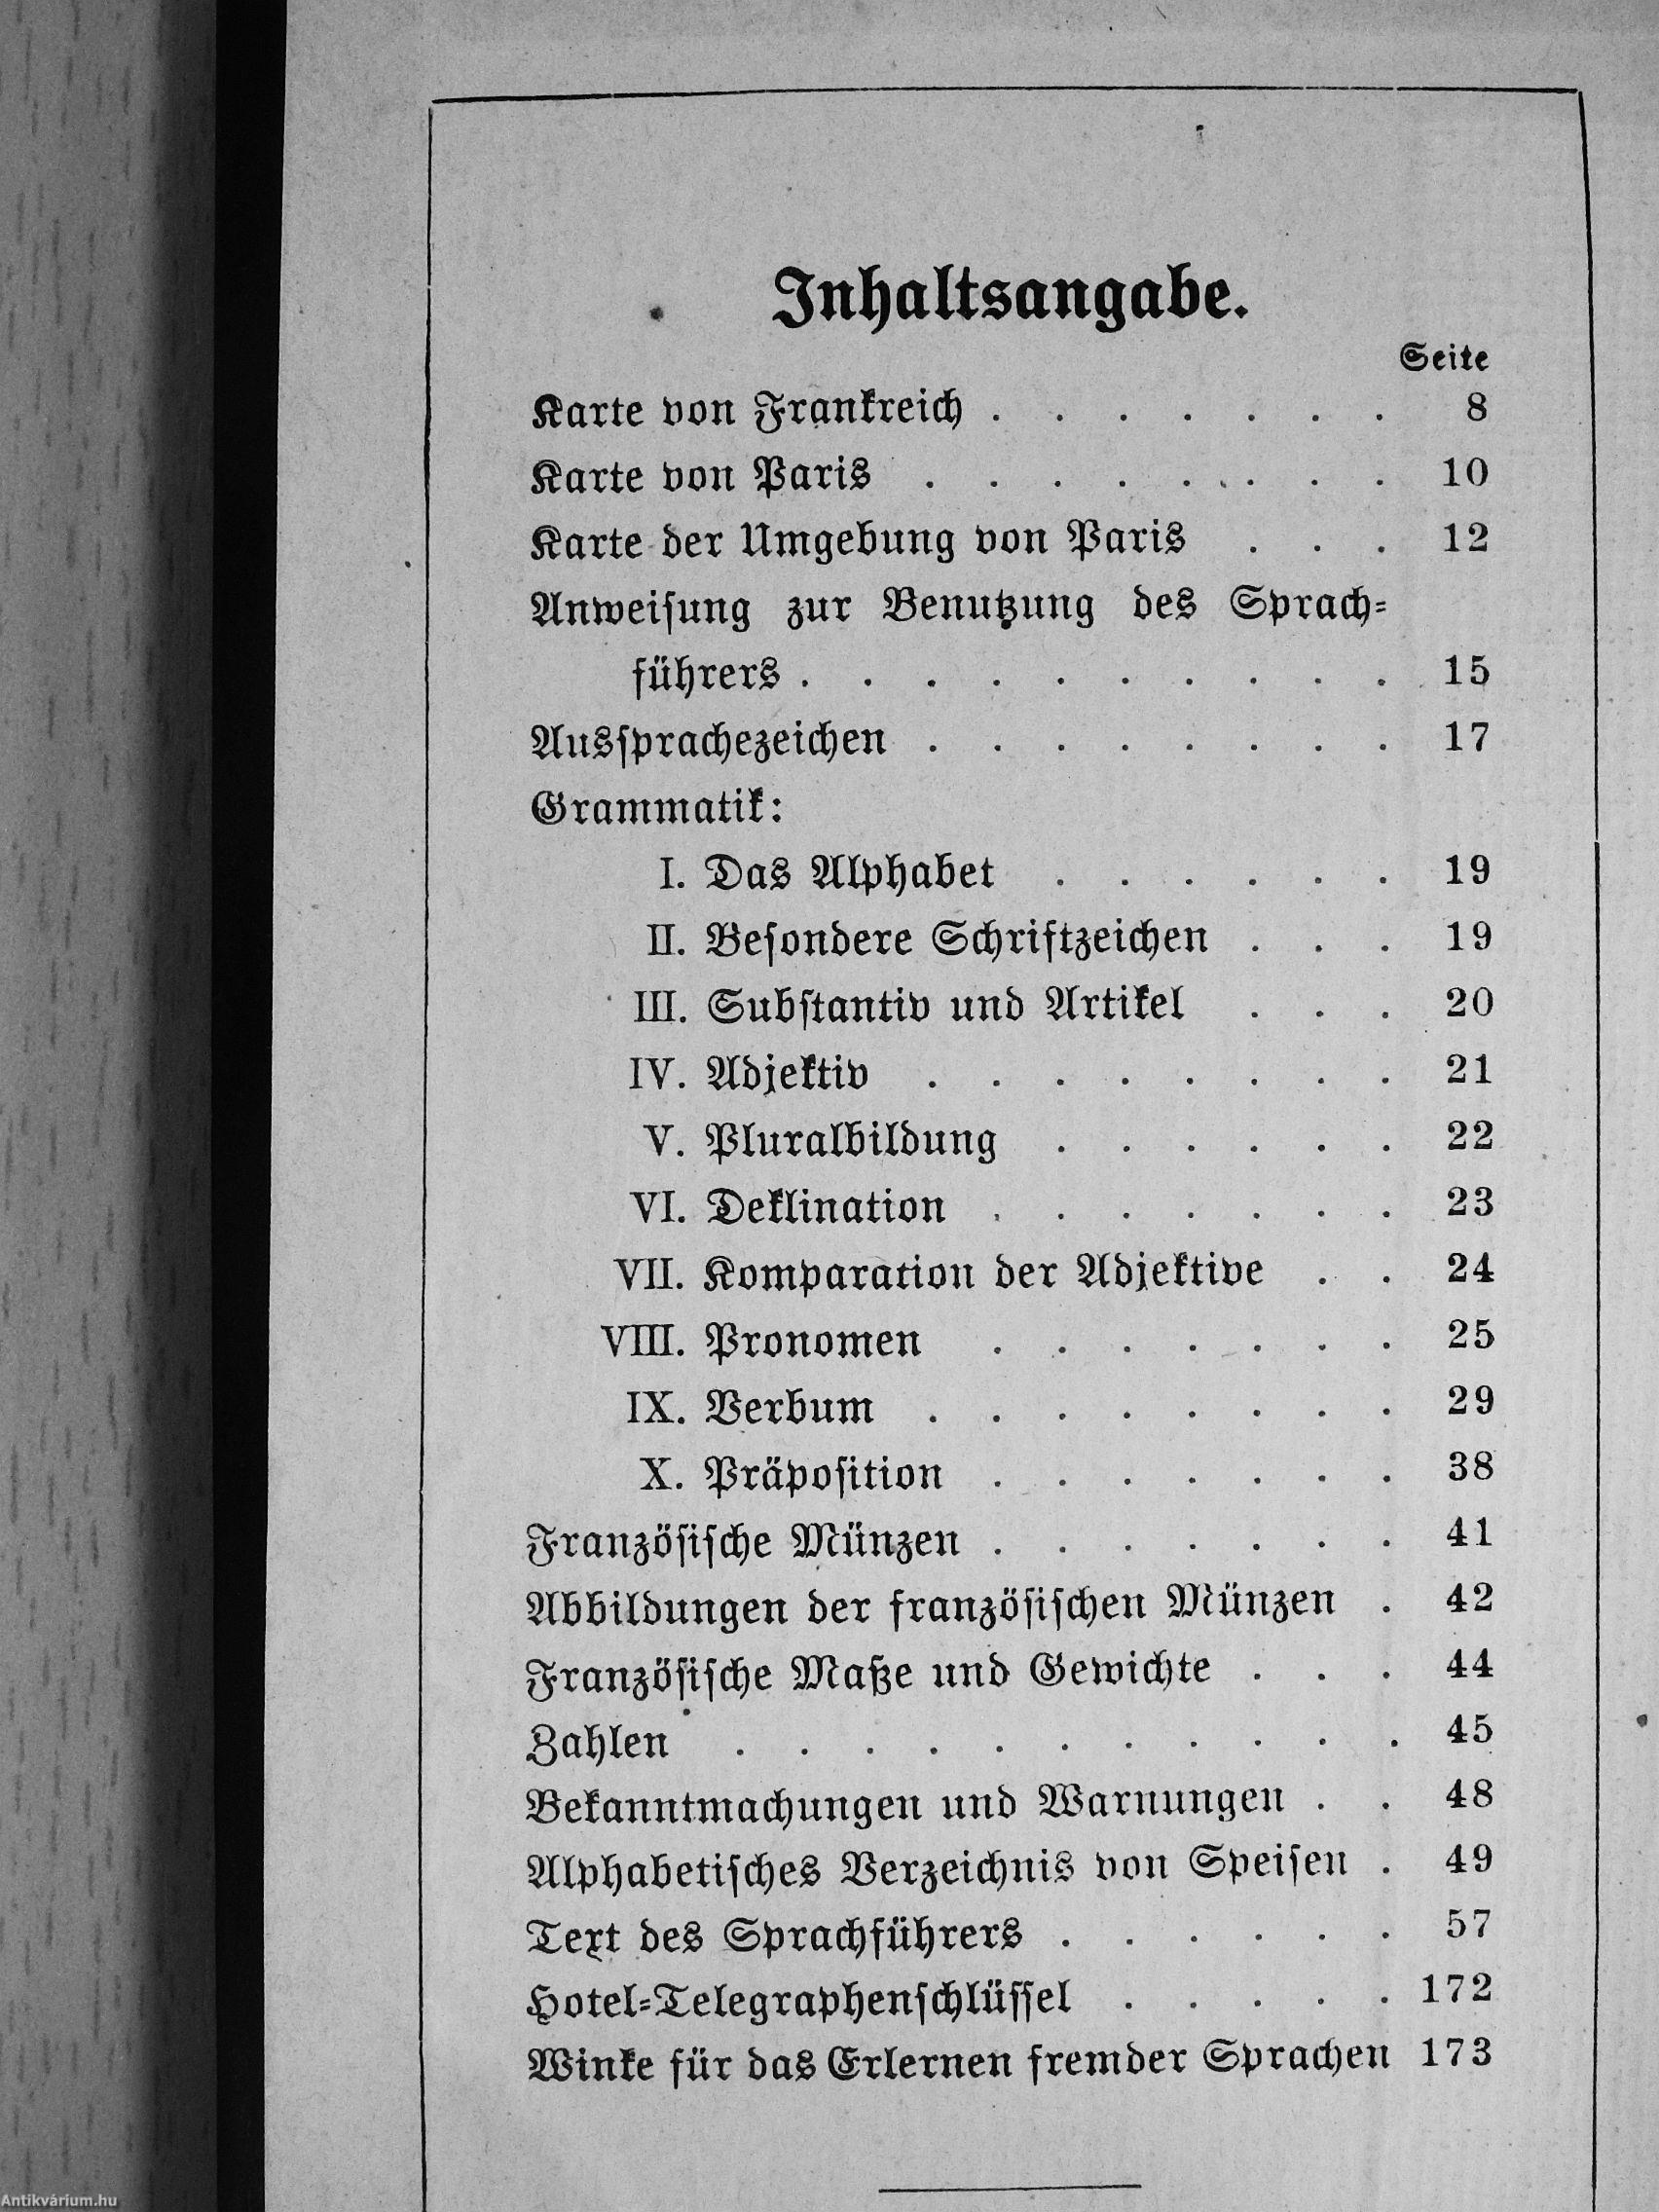 Inhaltsangabe.
Seite
Karte von Frankreich . . . . . . . 8
Karte von Paris . . . . . . . . 10
Karte der Umgebung von Paris . . . 12
Anweiſung zur Benutzung des Sprach=
führers . . . . . . . . . . 15
Ausſprachezeichen . . . . . . . . 17
Grammatik:
I. Das Alphabet . . . . . . 19
II. Beſondere Schriftzeichen . . . 19
III. Subſtantiv und Artikel . . . 20
IV. Adjektiv . . . . . . . . 21
V. Pluralbildung . . . . . . 22
VI. Deklination . . . . . . . 23
VII. Komparation der Adjektive . . 24
VIII. Pronomen . . . . . . . 25
IX. Verbum . . . . . . . . 29
X. Präpoſition . . . . . . . 38
Franzöſiſche Münzen . . . . . . . 41
Abbildungen der franzöſiſchen Münzen . 42
Franzöſiſche Maße und Gewichte . . . 44
Zahlen . . . . . . . . . . . 45
Bekanntmachungen und Warnungen . . 48
Alphabetiſches Verzeichnis von Speiſen . 49
Text des Sprachführers . . . . . . 57
Hotel=Telegraphenſchlüſſel . . . . . 172
Winke für das Erlernen fremder Sprachen 173
Antikvárium.hu